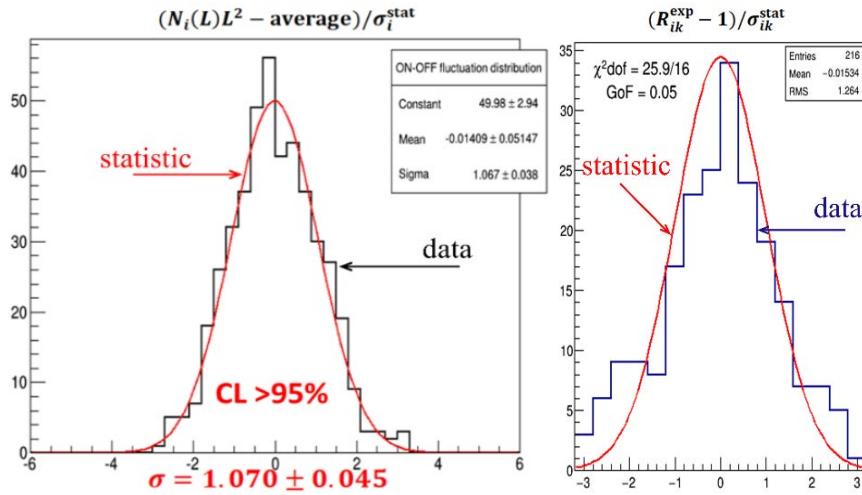 (N_i(L)L² − average)/σ_i^stat
ON-OFF fluctuation distribution
Constant 49.98 ± 2.94
Mean -0.01409 ± 0.05147
Sigma 1.067 ± 0.038
statistic
data
CL >95%
50
40
30
20
10
0
-6 -4 -2 0 2 4 6
σ = 1.070 ± 0.045
(R_ik^exp − 1)/σ_ik^stat
Entries 216
Mean -0.01534
RMS 1.264
χ²dof = 25.9/16
GoF = 0.05
statistic
data
35
30
25
20
15
10
5
0
-3 -2 -1 0 1 2 3